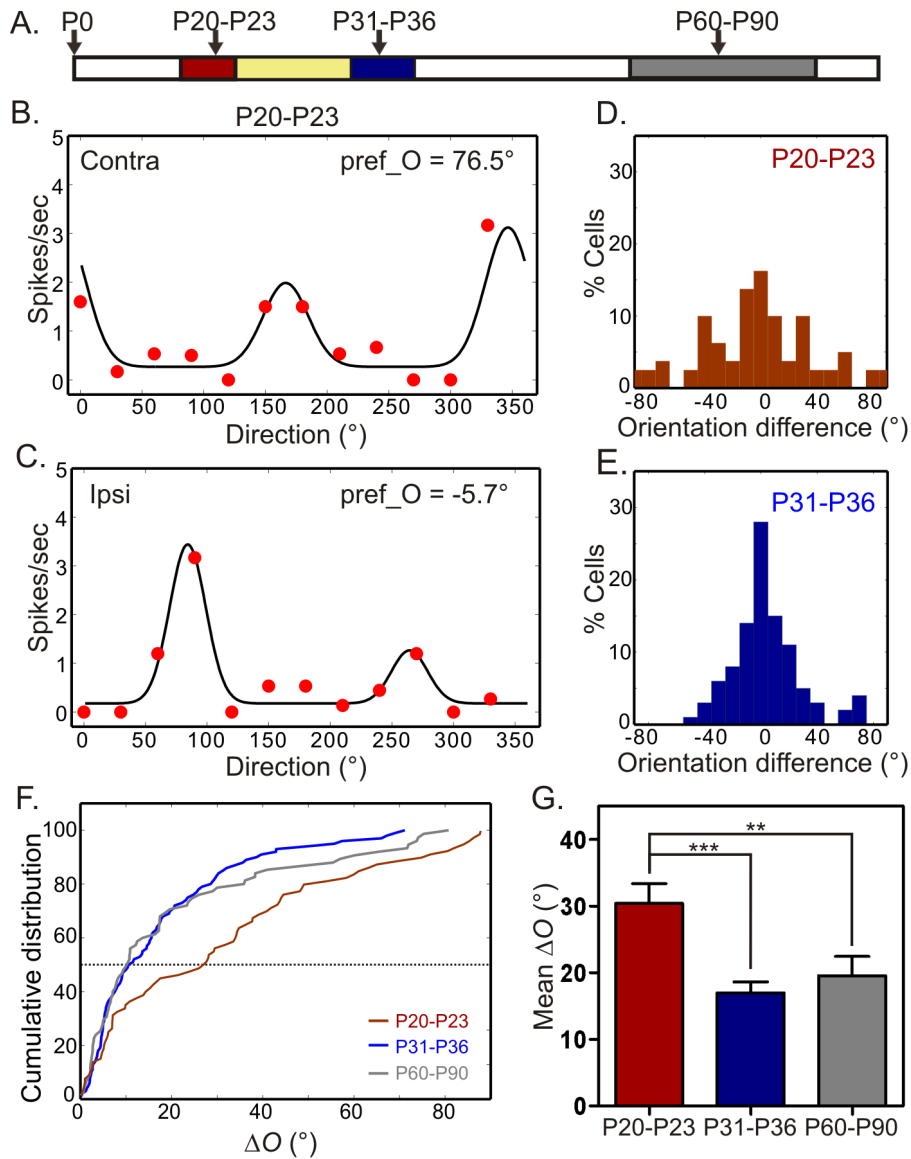 A. P0 P20-P23 P31-P36 P60-P90
B. P20-P23
Contra pref_O = 76.5°
Spikes/sec
5
4
3
2
1
0
0 50 100 150 200 250 300 350
Direction (°)
C.
Ipsi pref_O = -5.7°
Spikes/sec
5
4
3
2
1
0
0 50 100 150 200 250 300 350
Direction (°)
D.
P20-P23
% Cells
30
20
10
0
-80 -40 0 40 80
Orientation difference (°)
E.
P31-P36
% Cells
30
20
10
0
-80 -40 0 40 80
Orientation difference (°)
F.
Cumulative distribution
100
80
60
40
20
0
0 20 40 60 80
ΔO (°)
P20-P23
P31-P36
P60-P90
G.
Mean ΔO (°)
40
30
20
10
0
**
***
P20-P23 P31-P36 P60-P90